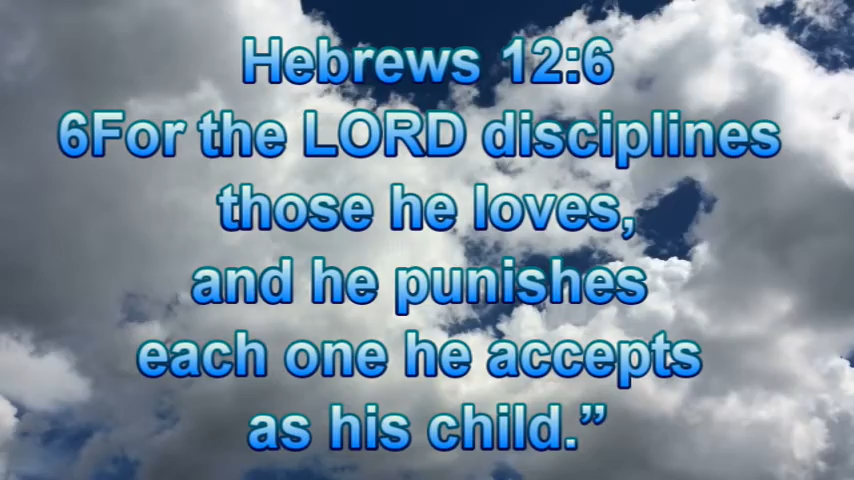 Hebrews 12:6
6For the LORD disciplines
those he loves,
and he punishes
each one he accepts
as his child.”